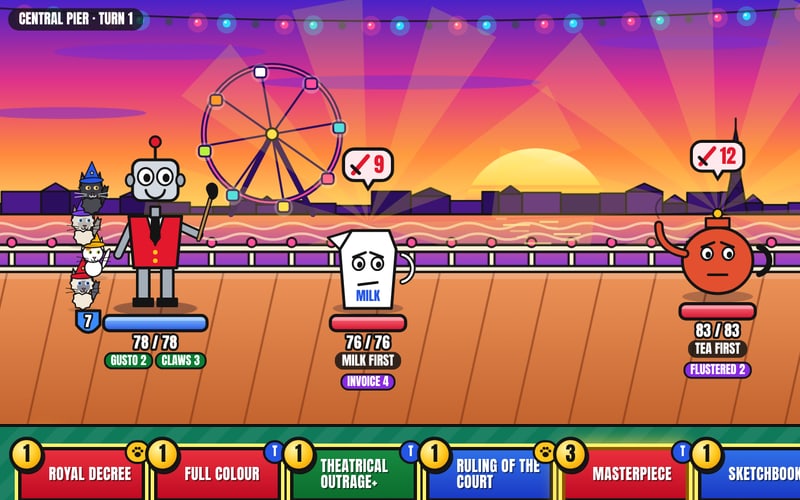 CENTRAL PIER · TURN 1
9
12
MILK
7
78 / 78
GUSTO 2
CLAWS 3
76 / 76
MILK FIRST
INVOICE 4
83 / 83
TEA FIRST
FLUSTERED 2
1
ROYAL DECREE
1
FULL COLOUR
T
1
THEATRICAL
OUTRAGE+
T
1
RULING OF THE
COURT
3
MASTERPIECE
T
1